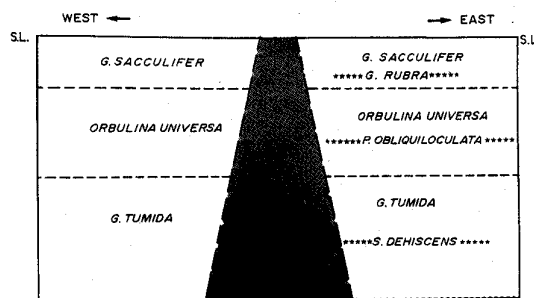 WEST ← → EAST
S.L. S.L.
G. SACCULIFER G. SACCULIFER
*****G. RUBRA*****
ORBULINA UNIVERSA ORBULINA UNIVERSA
*****P. OBLIQUILOCULATA *****
G. TUMIDA G. TUMIDA
*****S. DEHISCENS *****